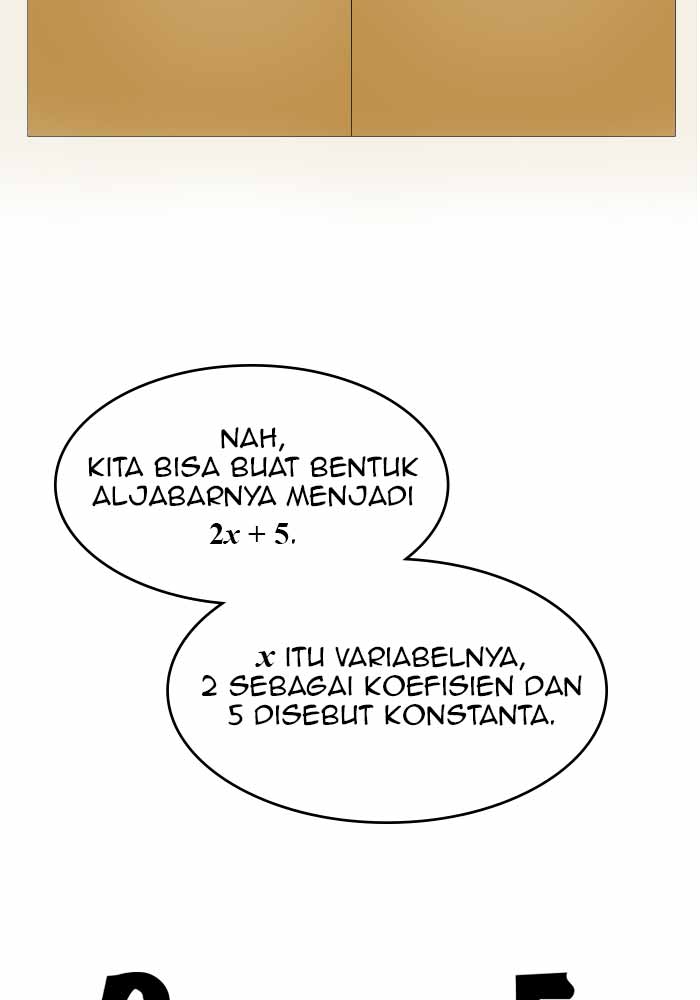 NAH,
KITA BISA BUAT BENTUK
ALJABARNYA MENJADI
2x + 5.
x ITU VARIABELNYA,
2 SEBAGAI KOEFISIEN DAN
5 DISEBUT KONSTANTA.